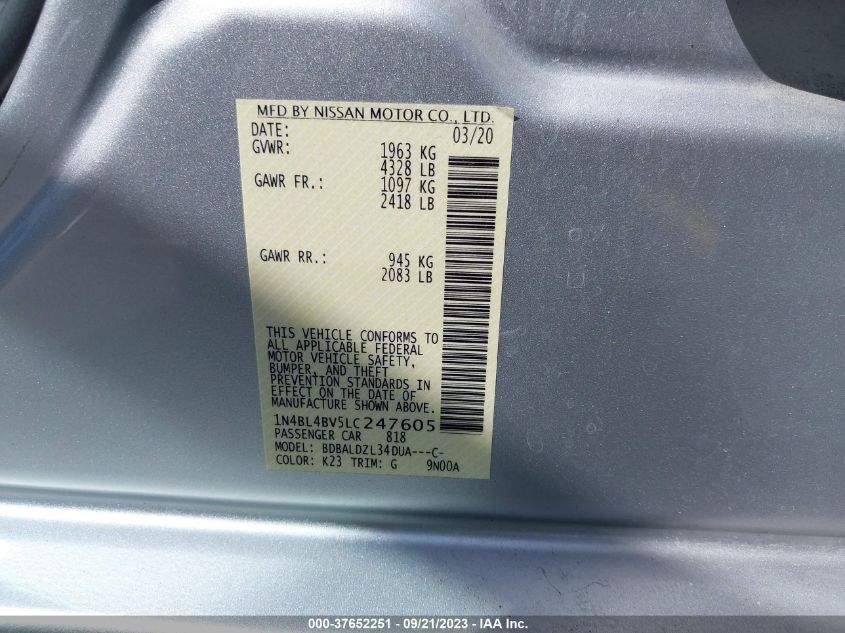 MFD BY NISSAN MOTOR CO., LTD.
DATE: 03/20
GVWR: 1963 KG
4328 LB
GAWR FR.: 1097 KG
2418 LB
GAWR RR.: 945 KG
2083 LB
THIS VEHICLE CONFORMS TO
ALL APPLICABLE FEDERAL
MOTOR VEHICLE SAFETY,
BUMPER, AND THEFT
PREVENTION STANDARDS IN
EFFECT ON THE DATE OF
MANUFACTURE SHOWN ABOVE.
1N4BL4BV5LC247605
PASSENGER CAR 818
MODEL: BDBALDZL34DUA---C-
COLOR: K23 TRIM: G 9N00A
000-37652251 - 09/21/2023 - IAA Inc.